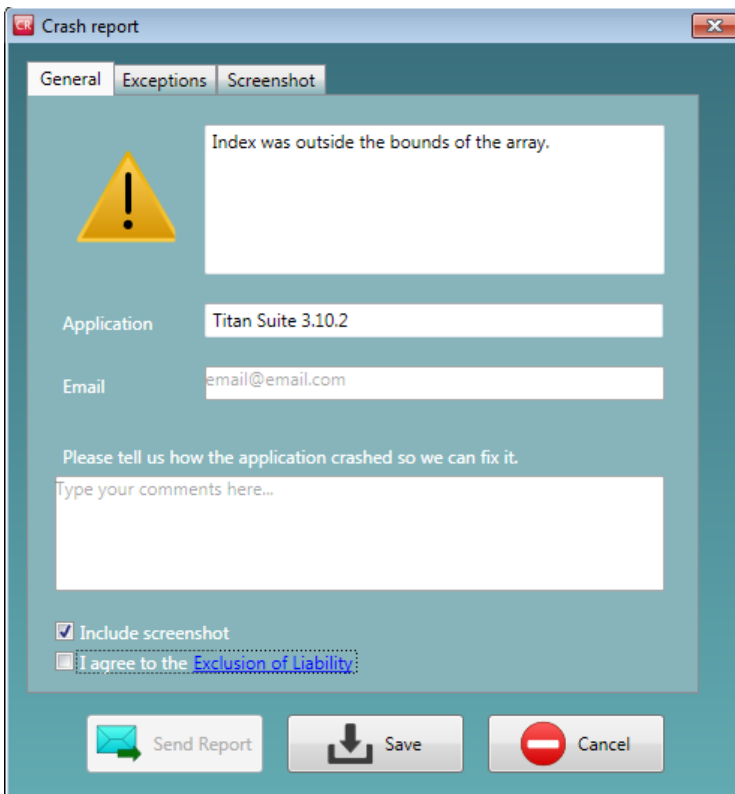 CR Crash report
General Exceptions Screenshot
Index was outside the bounds of the array.
Application Titan Suite 3.10.2
Email email@email.com
Please tell us how the application crashed so we can fix it.
Type your comments here...
Include screenshot
I agree to the Exclusion of Liability
Send Report Save Cancel